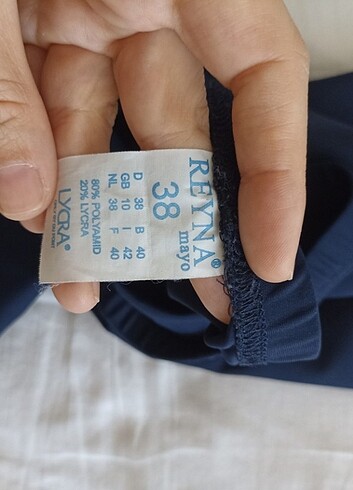 REYNA®
mayo
38
D 38 B 40
GB 10 I 42
NL 38 F 40
80% POLYAMID
20% LYCRA
LYCRA®